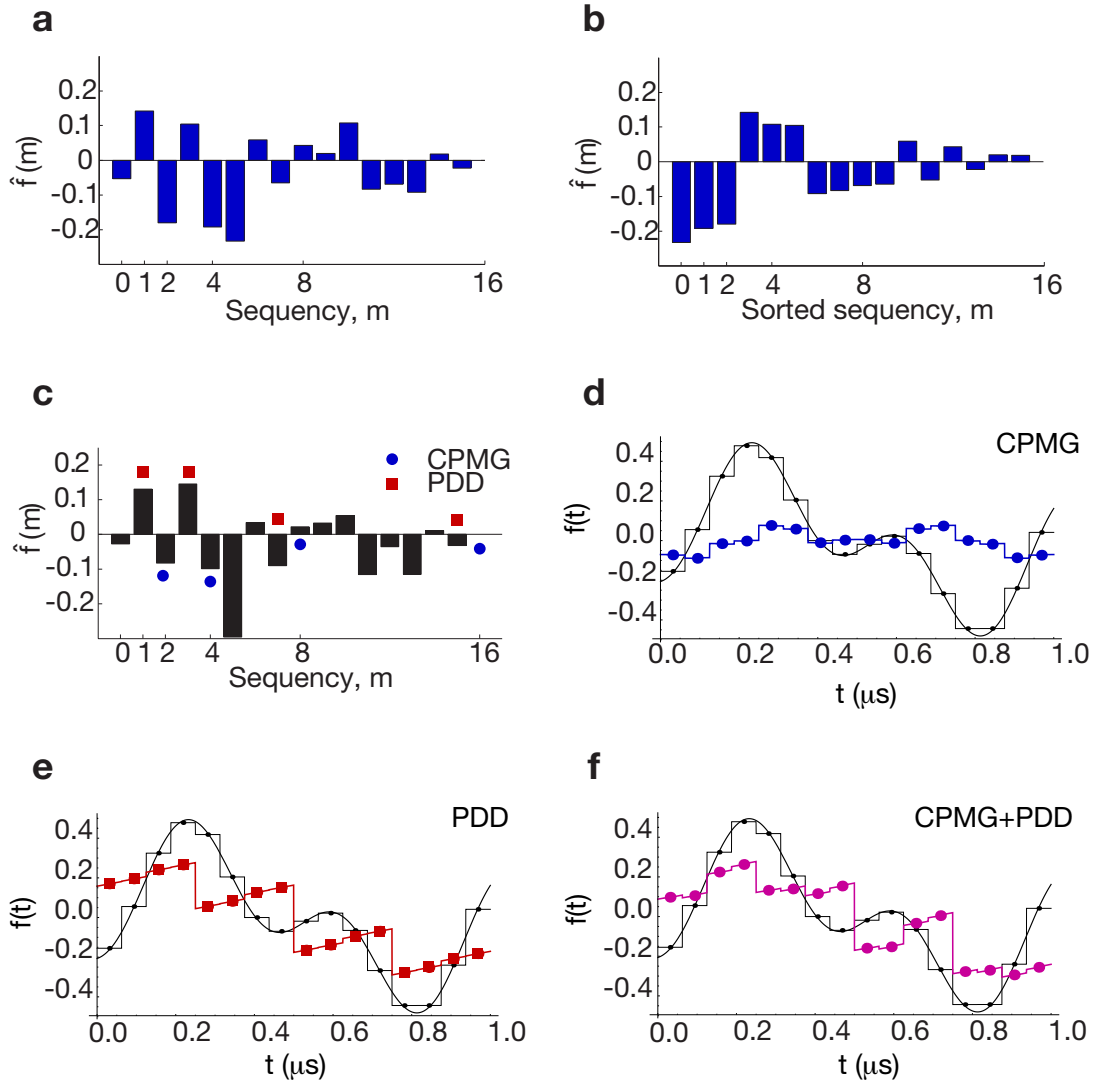 a
0.2
0.1
0
-0.1
-0.2
f̂ (m)
0 1 2 4 8 16
Sequency, m
b
0.2
0.1
0
-0.1
-0.2
f̂ (m)
0 1 2 4 8 16
Sorted sequency, m
c
0.2
0.1
0
-0.1
-0.2
f̂ (m)
CPMG
PDD
0 1 2 4 8 16
Sequency, m
d
CPMG
0.4
0.2
0.0
-0.2
-0.4
f(t)
0.0 0.2 0.4 0.6 0.8 1.0
t (μs)
e
PDD
0.4
0.2
0.0
-0.2
-0.4
f(t)
0.0 0.2 0.4 0.6 0.8 1.0
t (μs)
f
CPMG+PDD
0.4
0.2
0.0
-0.2
-0.4
f(t)
0.0 0.2 0.4 0.6 0.8 1.0
t (μs)